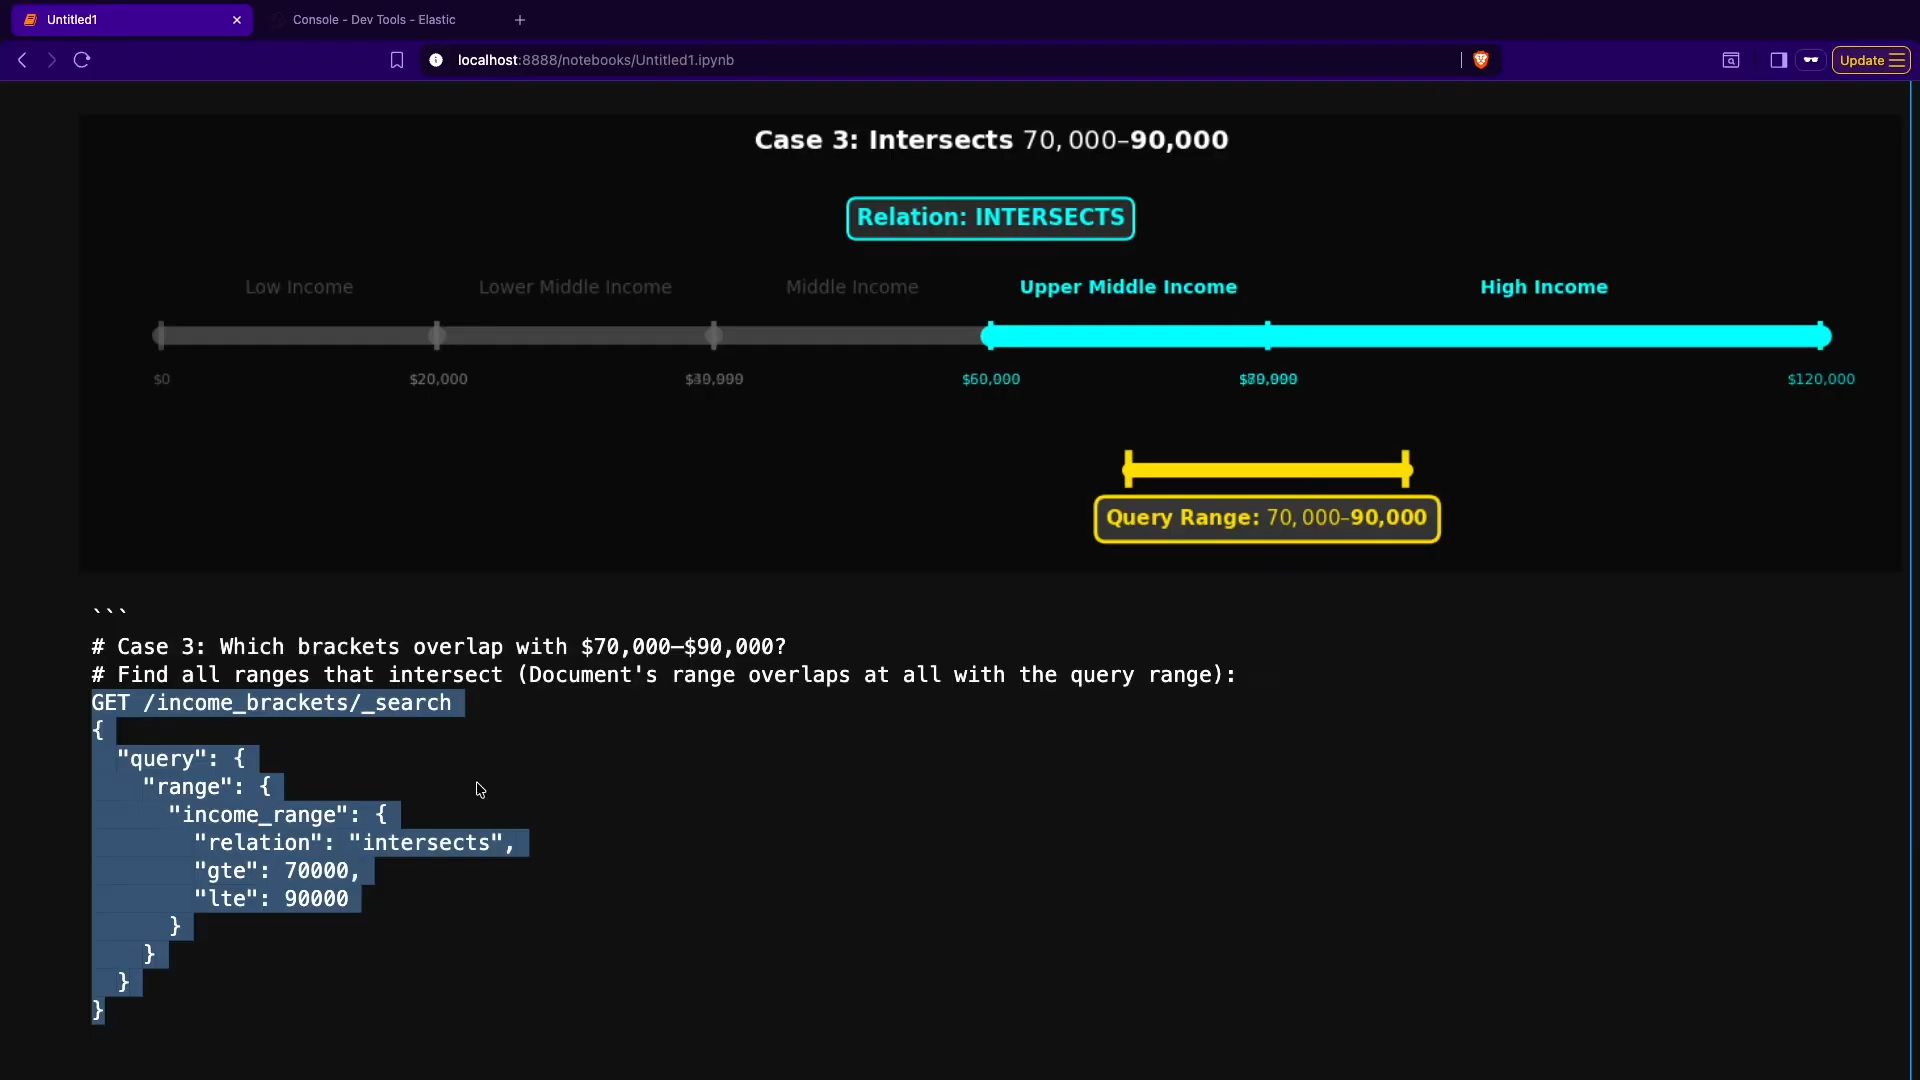 Untitled1
Console - Dev Tools - Elastic
localhost:8888/notebooks/Untitled1.ipynb
Update
Case 3: Intersects 70,000–90,000
Relation: INTERSECTS
Low Income
Lower Middle Income
Middle Income
Upper Middle Income
High Income
$0
$20,000
$60,000
$120,000
Query Range: 70,000–90,000
```
# Case 3: Which brackets overlap with $70,000–$90,000?
# Find all ranges that intersect (Document's range overlaps at all with the query range):
GET /income_brackets/_search
{
  "query": {
    "range": {
      "income_range": {
        "relation": "intersects",
        "gte": 70000,
        "lte": 90000
      }
    }
  }
}